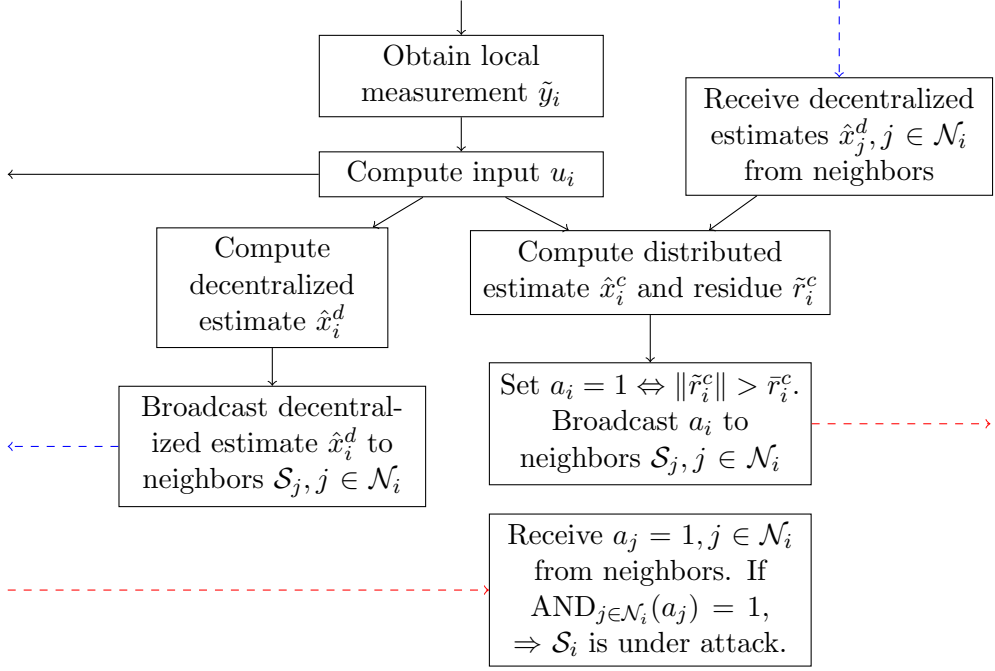 Obtain local
measurement ỹ_i
Receive decentralized
estimates x̂_j^d, j ∈ 𝒩_i
from neighbors
Compute input u_i
Compute
decentralized
estimate x̂_i^d
Compute distributed
estimate x̂_i^c and residue r̃_i^c
Broadcast decentral-
ized estimate x̂_i^d to
neighbors 𝒮_j, j ∈ 𝒩_i
Set a_i = 1 ⇔ ‖r̃_i^c‖ > r̄_i^c.
Broadcast a_i to
neighbors 𝒮_j, j ∈ 𝒩_i
Receive a_j = 1, j ∈ 𝒩_i
from neighbors. If
AND_{j∈𝒩_i}(a_j) = 1,
⇒ 𝒮_i is under attack.